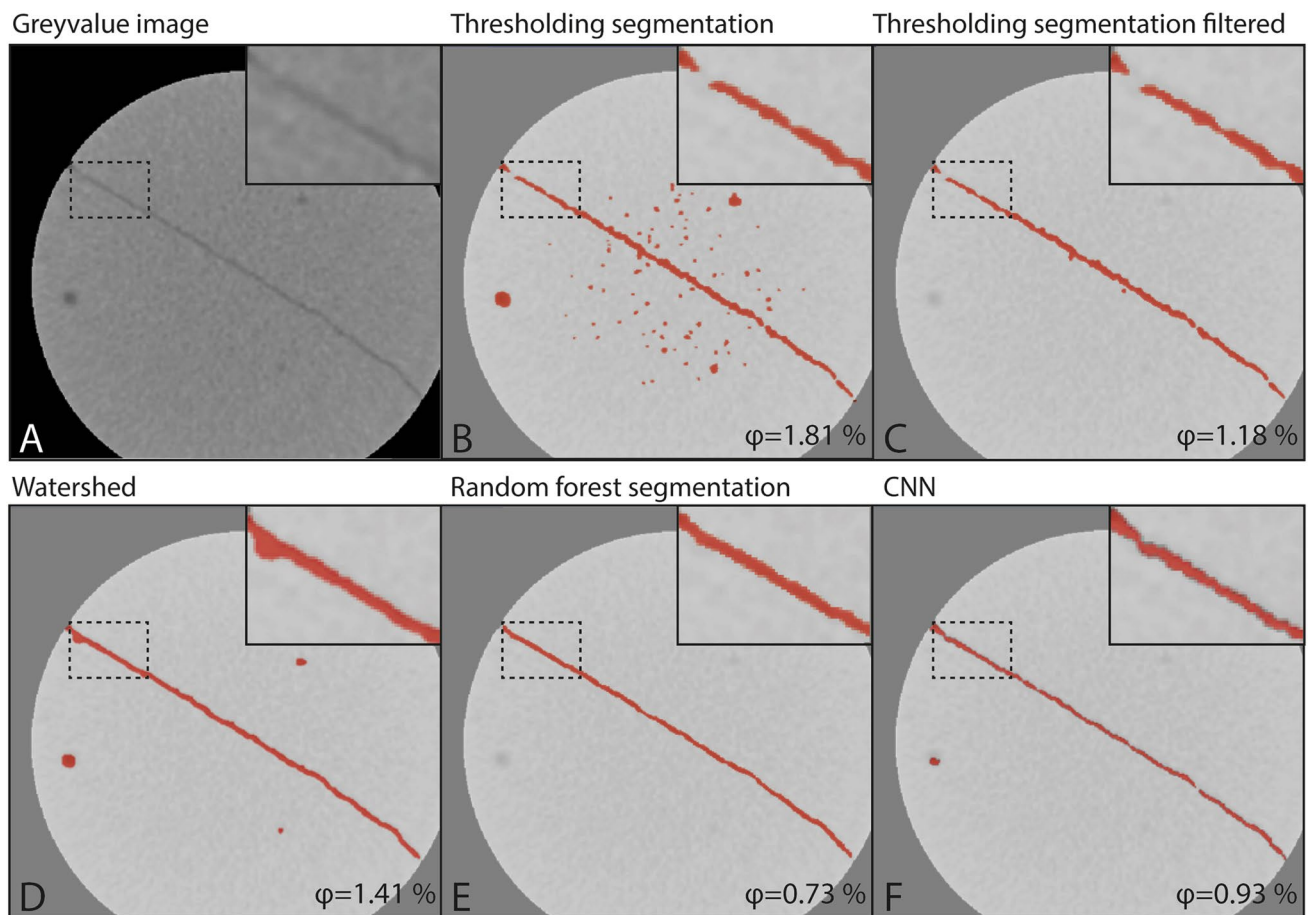 Greyvalue image
Thresholding segmentation
Thresholding segmentation filtered
A
B
φ=1.81 %
C
φ=1.18 %
Watershed
Random forest segmentation
CNN
D
φ=1.41 %
E
φ=0.73 %
F
φ=0.93 %